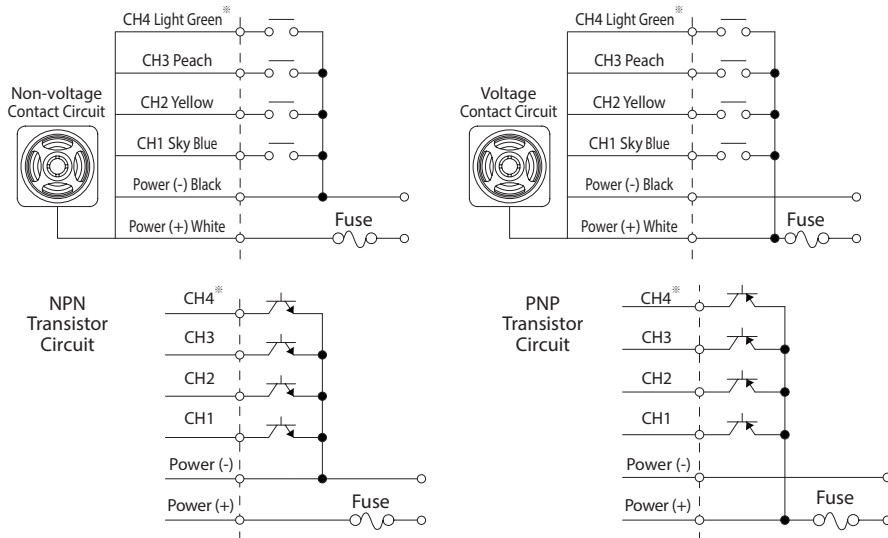 Non-voltage
Contact Circuit
CH4 Light Green※
CH3 Peach
CH2 Yellow
CH1 Sky Blue
Power (-) Black
Power (+) White
Fuse
Voltage
Contact Circuit
CH4 Light Green※
CH3 Peach
CH2 Yellow
CH1 Sky Blue
Power (-) Black
Power (+) White
Fuse
NPN
Transistor
Circuit
CH4※
CH3
CH2
CH1
Power (-)
Power (+)
Fuse
PNP
Transistor
Circuit
CH4※
CH3
CH2
CH1
Power (-)
Power (+)
Fuse